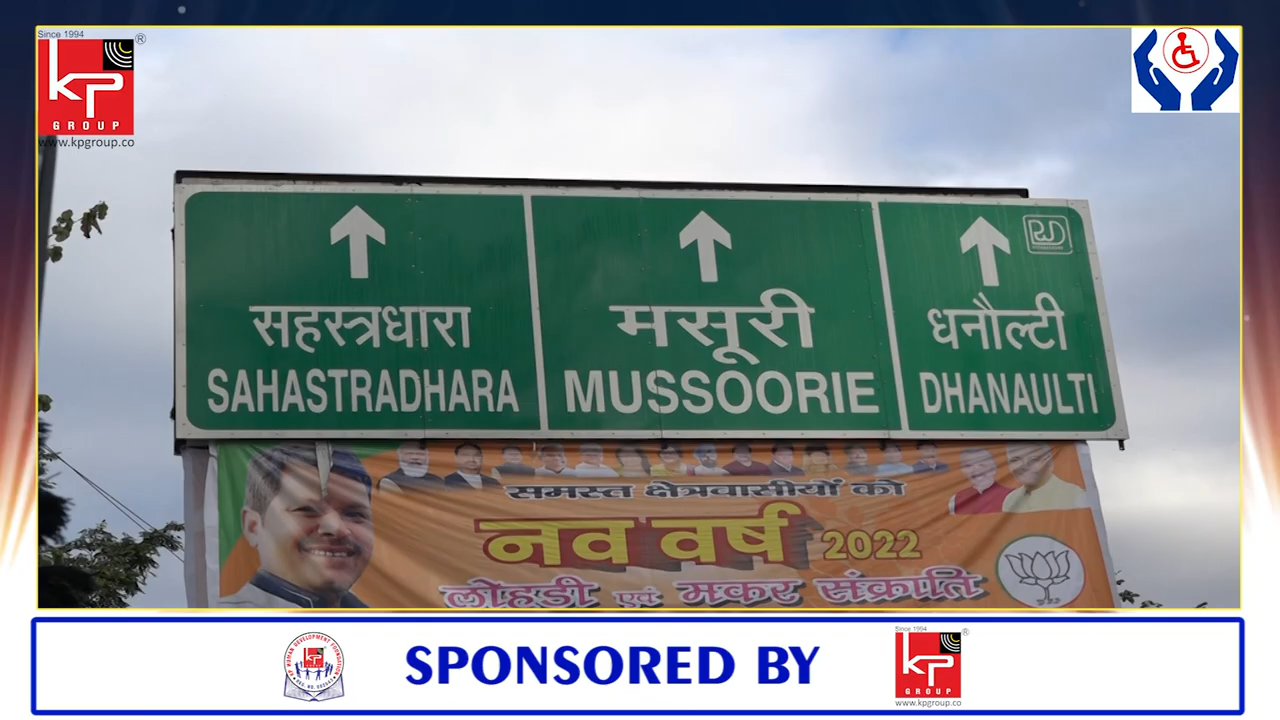 Since 1994
KP
GROUP
www.kpgroup.co
सहस्त्रधारा
SAHASTRADHARA
मसूरी
MUSSOORIE
PWD
धनौल्टी
DHANAULTI
समस्त क्षेत्रवासीयों को
नव वर्ष 2022
लोहडी एवं मकर संक्राति
SPONSORED BY
Since 1994
KP
GROUP
www.kpgroup.co